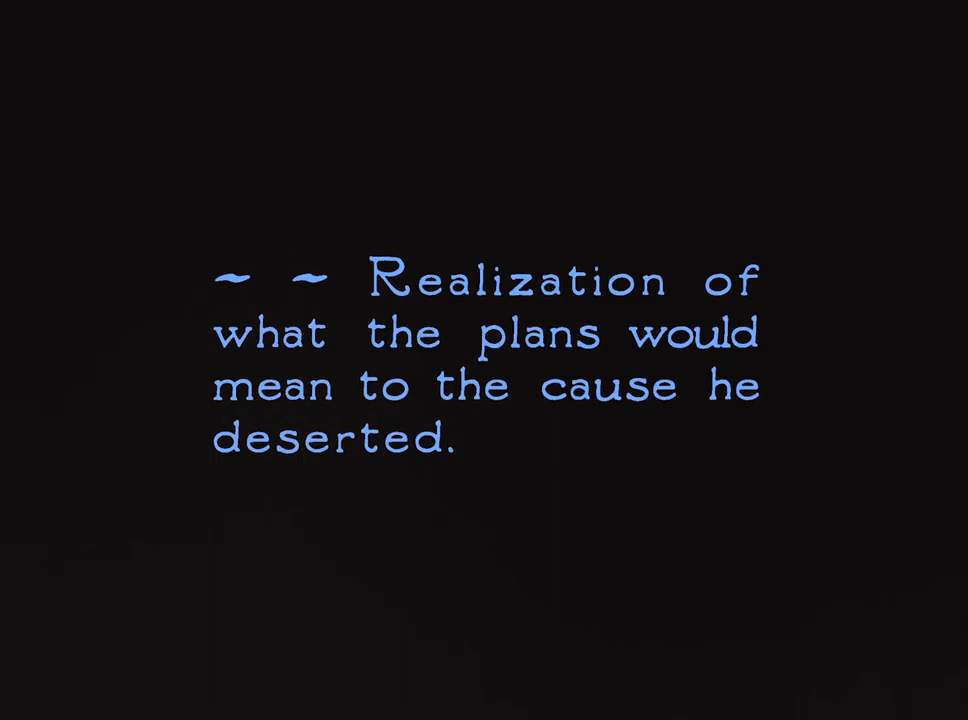 ~ ~ Realization of
what the plans would
mean to the cause he
deserted.